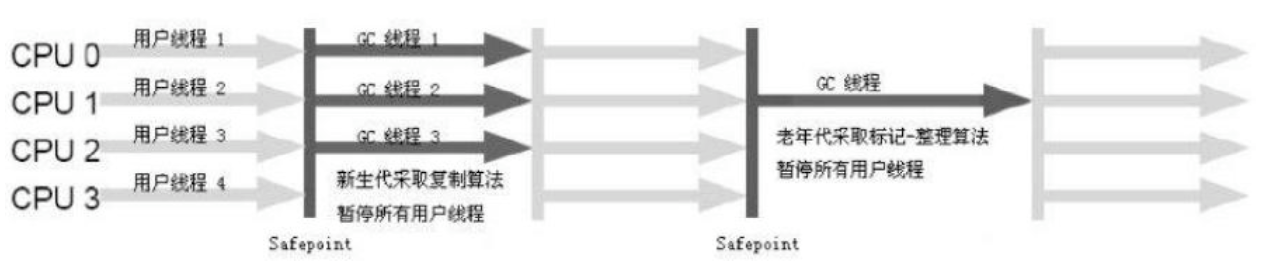 CPU 0
用户线程 1
GC 线程 1
CPU 1
用户线程 2
GC 线程 2
GC 线程
CPU 2
用户线程 3
GC 线程 3
老年代采取标记-整理算法
暂停所有用户线程
CPU 3
用户线程 4
新生代采取复制算法
暂停所有用户线程
Safepoint
Safepoint